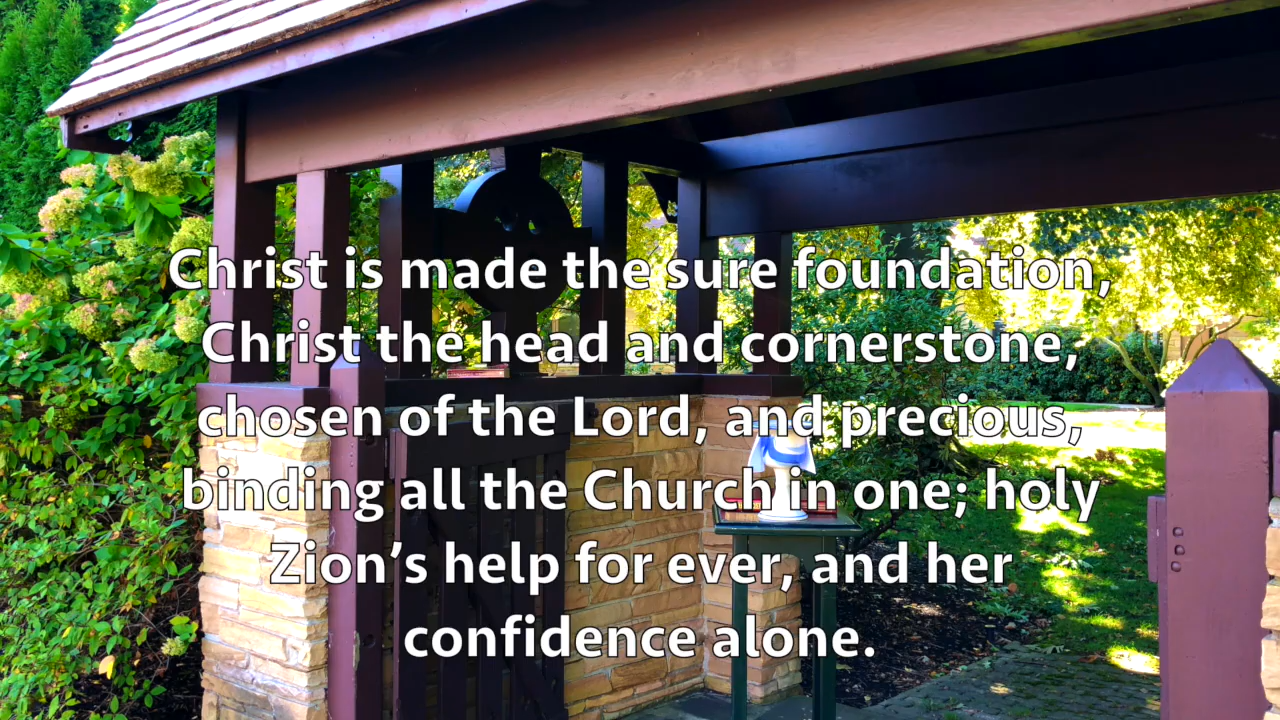 Christ is made the sure foundation,
Christ the head and cornerstone,
chosen of the Lord, and precious,
binding all the Church in one; holy
Zion’s help for ever, and her
confidence alone.